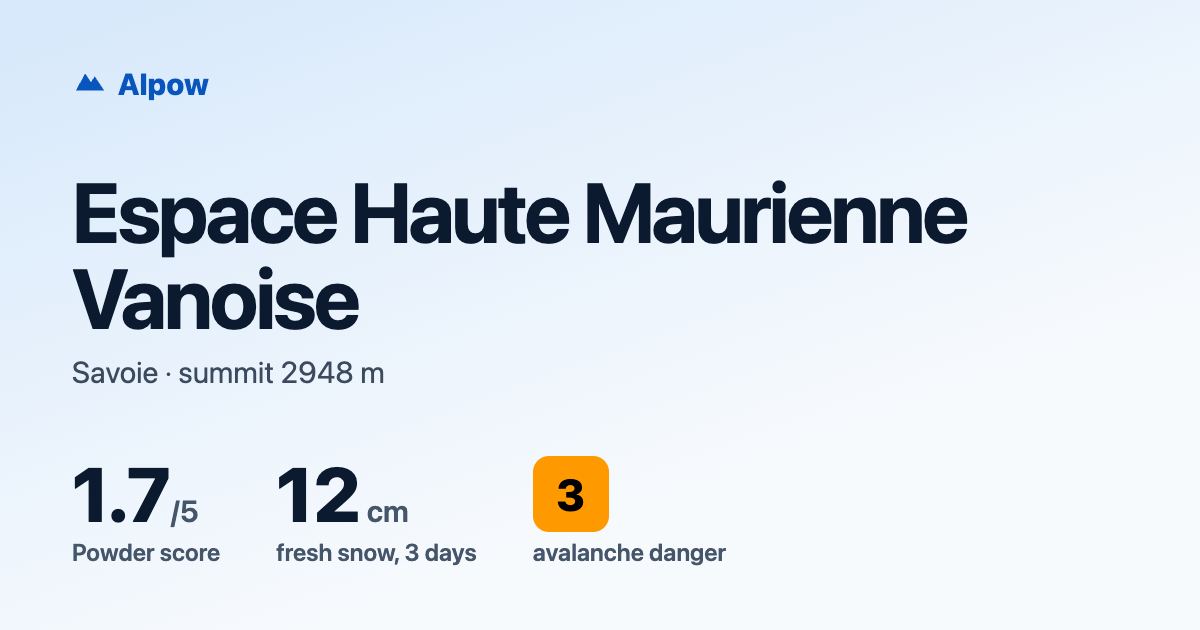 Alpow
Espace Haute Maurienne
Vanoise
Savoie · summit 2948 m
1.7/5
Powder score
12 cm
fresh snow, 3 days
3
avalanche danger